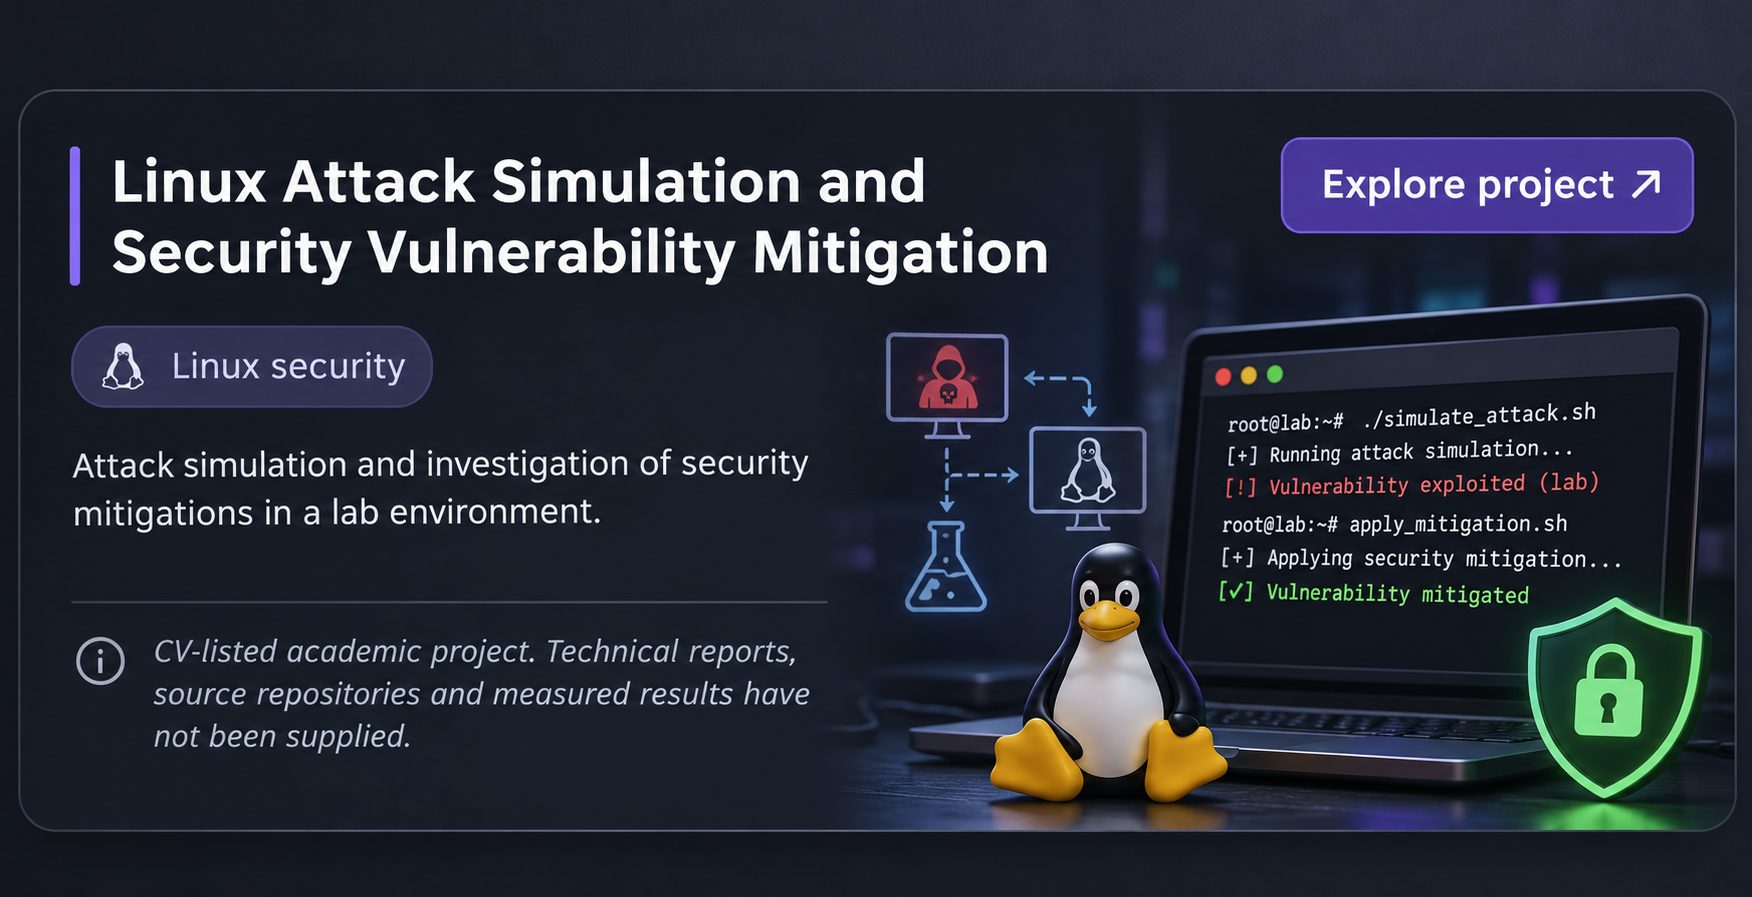 Linux Attack Simulation and
Security Vulnerability Mitigation
Explore project
Linux security
Attack simulation and investigation of security
mitigations in a lab environment.
CV-listed academic project. Technical reports,
source repositories and measured results have
not been supplied.
root@lab:~# ./simulate_attack.sh
[+] Running attack simulation...
[!] Vulnerability exploited (lab)
root@lab:~# apply_mitigation.sh
[+] Applying security mitigation...
[✓] Vulnerability mitigated